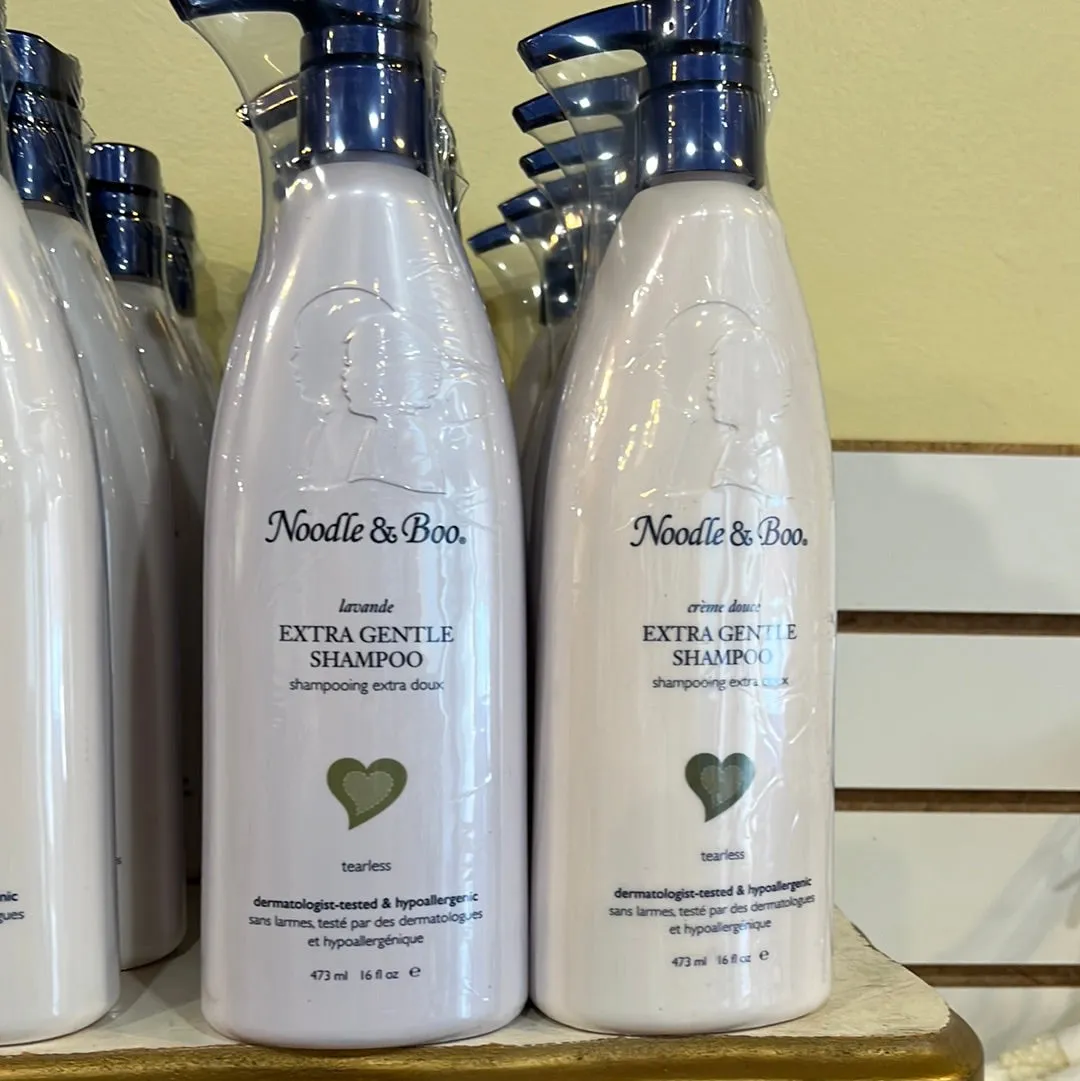 Noodle & Boo®
lavande
EXTRA GENTLE
SHAMPOO
shampooing extra doux
tearless
dermatologist-tested & hypoallergenic
sans larmes, testé par des dermatologues
et hypoallergénique
473 ml 16 fl oz ℮
Noodle & Boo®
crème douce
EXTRA GENTLE
SHAMPOO
shampooing extra doux
tearless
dermatologist-tested & hypoallergenic
sans larmes, testé par des dermatologues
et hypoallergénique
473 ml 16 fl oz ℮